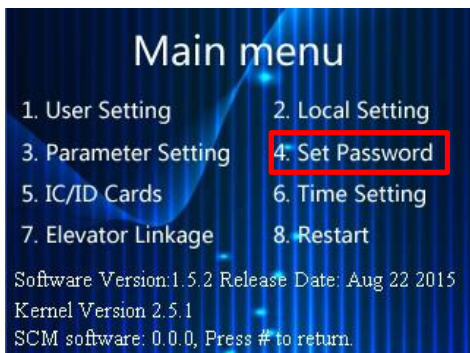 Main menu
1. User Setting 2. Local Setting
3. Parameter Setting 4. Set Password
5. IC/ID Cards 6. Time Setting
7. Elevator Linkage 8. Restart
Software Version:1.5.2 Release Date: Aug 22 2015
Kernel Version 2.5.1
SCM software: 0.0.0, Press # to return.